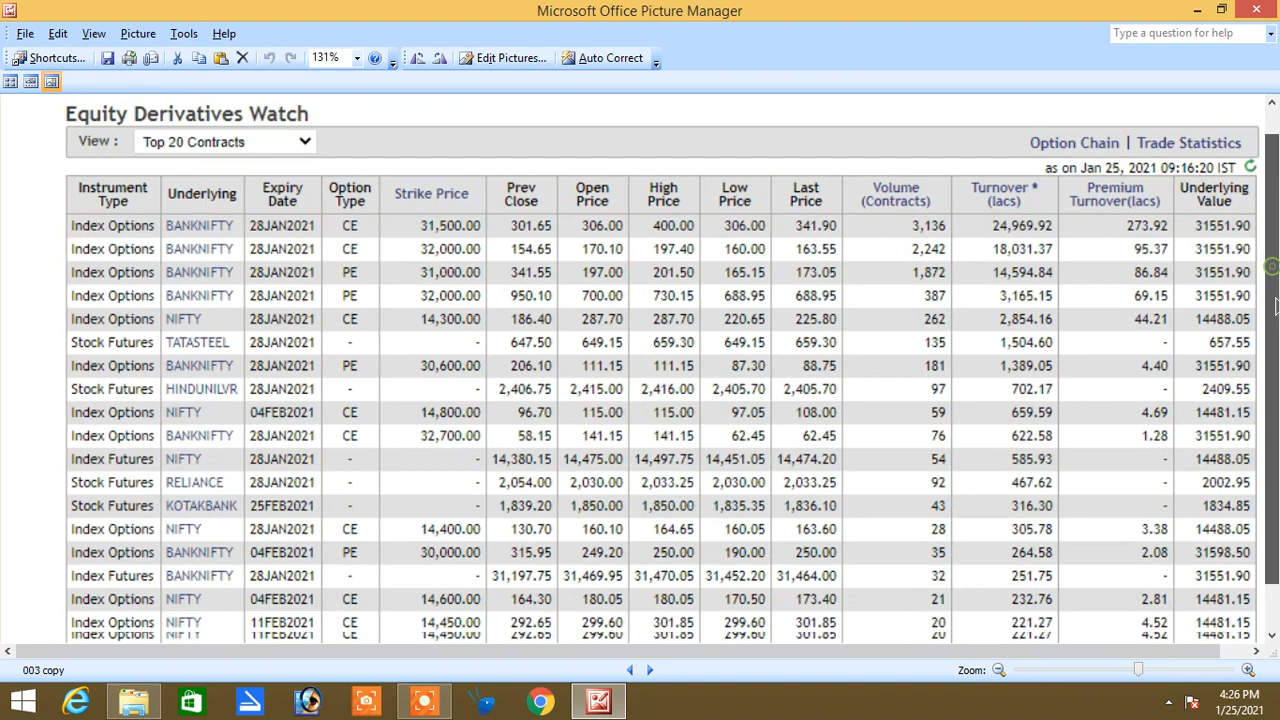 Microsoft Office Picture Manager
File Edit View Picture Tools Help
Type a question for help
Shortcuts... 131% Edit Pictures... Auto Correct
Equity Derivatives Watch
View : Top 20 Contracts Option Chain | Trade Statistics
as on Jan 25, 2021 09:16:20 IST
Instrument Type Underlying Expiry Date Option Type Strike Price Prev Close Open Price High Price Low Price Last Price Volume (Contracts) Turnover * (lacs) Premium Turnover(lacs) Underlying Value
Index Options BANKNIFTY 28JAN2021 CE 31,500.00 301.65 306.00 400.00 306.00 341.90 3,136 24,969.92 273.92 31551.90
Index Options BANKNIFTY 28JAN2021 CE 32,000.00 154.65 170.10 197.40 160.00 163.55 2,242 18,031.37 95.37 31551.90
Index Options BANKNIFTY 28JAN2021 PE 31,000.00 341.55 197.00 201.50 165.15 173.05 1,872 14,594.84 86.84 31551.90
Index Options BANKNIFTY 28JAN2021 PE 32,000.00 950.10 700.00 730.15 688.95 688.95 387 3,165.15 69.15 31551.90
Index Options NIFTY 28JAN2021 CE 14,300.00 186.40 287.70 287.70 220.65 225.80 262 2,854.16 44.21 14488.05
Stock Futures TATASTEEL 28JAN2021 - - 647.50 649.15 659.30 649.15 659.30 135 1,504.60 - 657.55
Index Options BANKNIFTY 28JAN2021 PE 30,600.00 206.10 111.15 111.15 87.30 88.75 181 1,389.05 4.40 31551.90
Stock Futures HINDUNILVR 28JAN2021 - - 2,406.75 2,415.00 2,416.00 2,405.70 2,405.70 97 702.17 - 2409.55
Index Options NIFTY 04FEB2021 CE 14,800.00 96.70 115.00 115.00 97.05 108.00 59 659.59 4.69 14481.15
Index Options BANKNIFTY 28JAN2021 CE 32,700.00 58.15 141.15 141.15 62.45 62.45 76 622.58 1.28 31551.90
Index Futures NIFTY 28JAN2021 - - 14,380.15 14,475.00 14,497.75 14,451.05 14,474.20 54 585.93 - 14488.05
Stock Futures RELIANCE 28JAN2021 - - 2,054.00 2,030.00 2,033.25 2,030.00 2,033.25 92 467.62 - 2002.95
Stock Futures KOTAKBANK 25FEB2021 - - 1,839.20 1,850.00 1,850.00 1,835.35 1,836.10 43 316.30 - 1834.85
Index Options NIFTY 28JAN2021 CE 14,400.00 130.70 160.10 164.65 160.05 163.60 28 305.78 3.38 14488.05
Index Options BANKNIFTY 04FEB2021 PE 30,000.00 315.95 249.20 250.00 190.00 250.00 35 264.58 2.08 31598.50
Index Futures BANKNIFTY 28JAN2021 - - 31,197.75 31,469.95 31,470.05 31,452.20 31,464.00 32 251.75 - 31551.90
Index Options NIFTY 04FEB2021 CE 14,600.00 164.30 180.05 180.05 170.50 173.40 21 232.76 2.81 14481.15
Index Options NIFTY 11FEB2021 CE 14,450.00 292.65 299.60 301.85 299.60 301.85 20 221.27 4.52 14481.15
Index Options NIFTY 11FEB2021 CE 14,450.00 292.65 299.60 301.85 299.60 301.85 20 221.27 4.52 14481.15
003 copy Zoom:
4:26 PM
1/25/2021